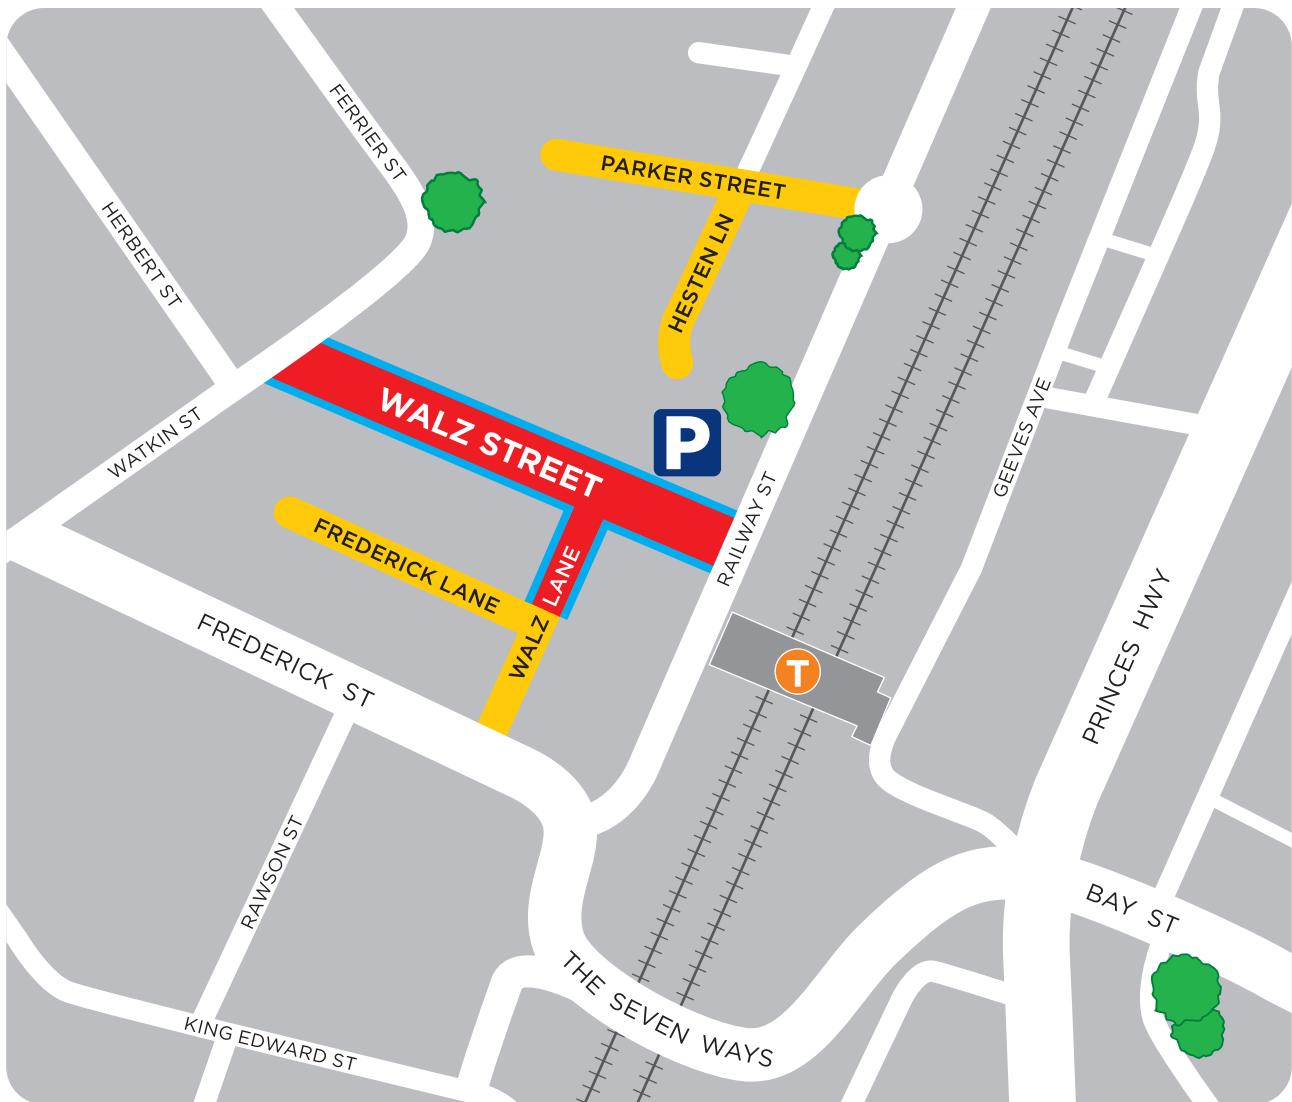 FERRIER ST
PARKER STREET
HERBERT ST
HESTEN LN
WALZ STREET
P
WATKIN ST
GEEVES AVE
RAILWAY ST
FREDERICK LANE
WALZ LANE
PRINCES HWY
FREDERICK ST
T
RAWSON ST
BAY ST
THE SEVEN WAYS
KING EDWARD ST